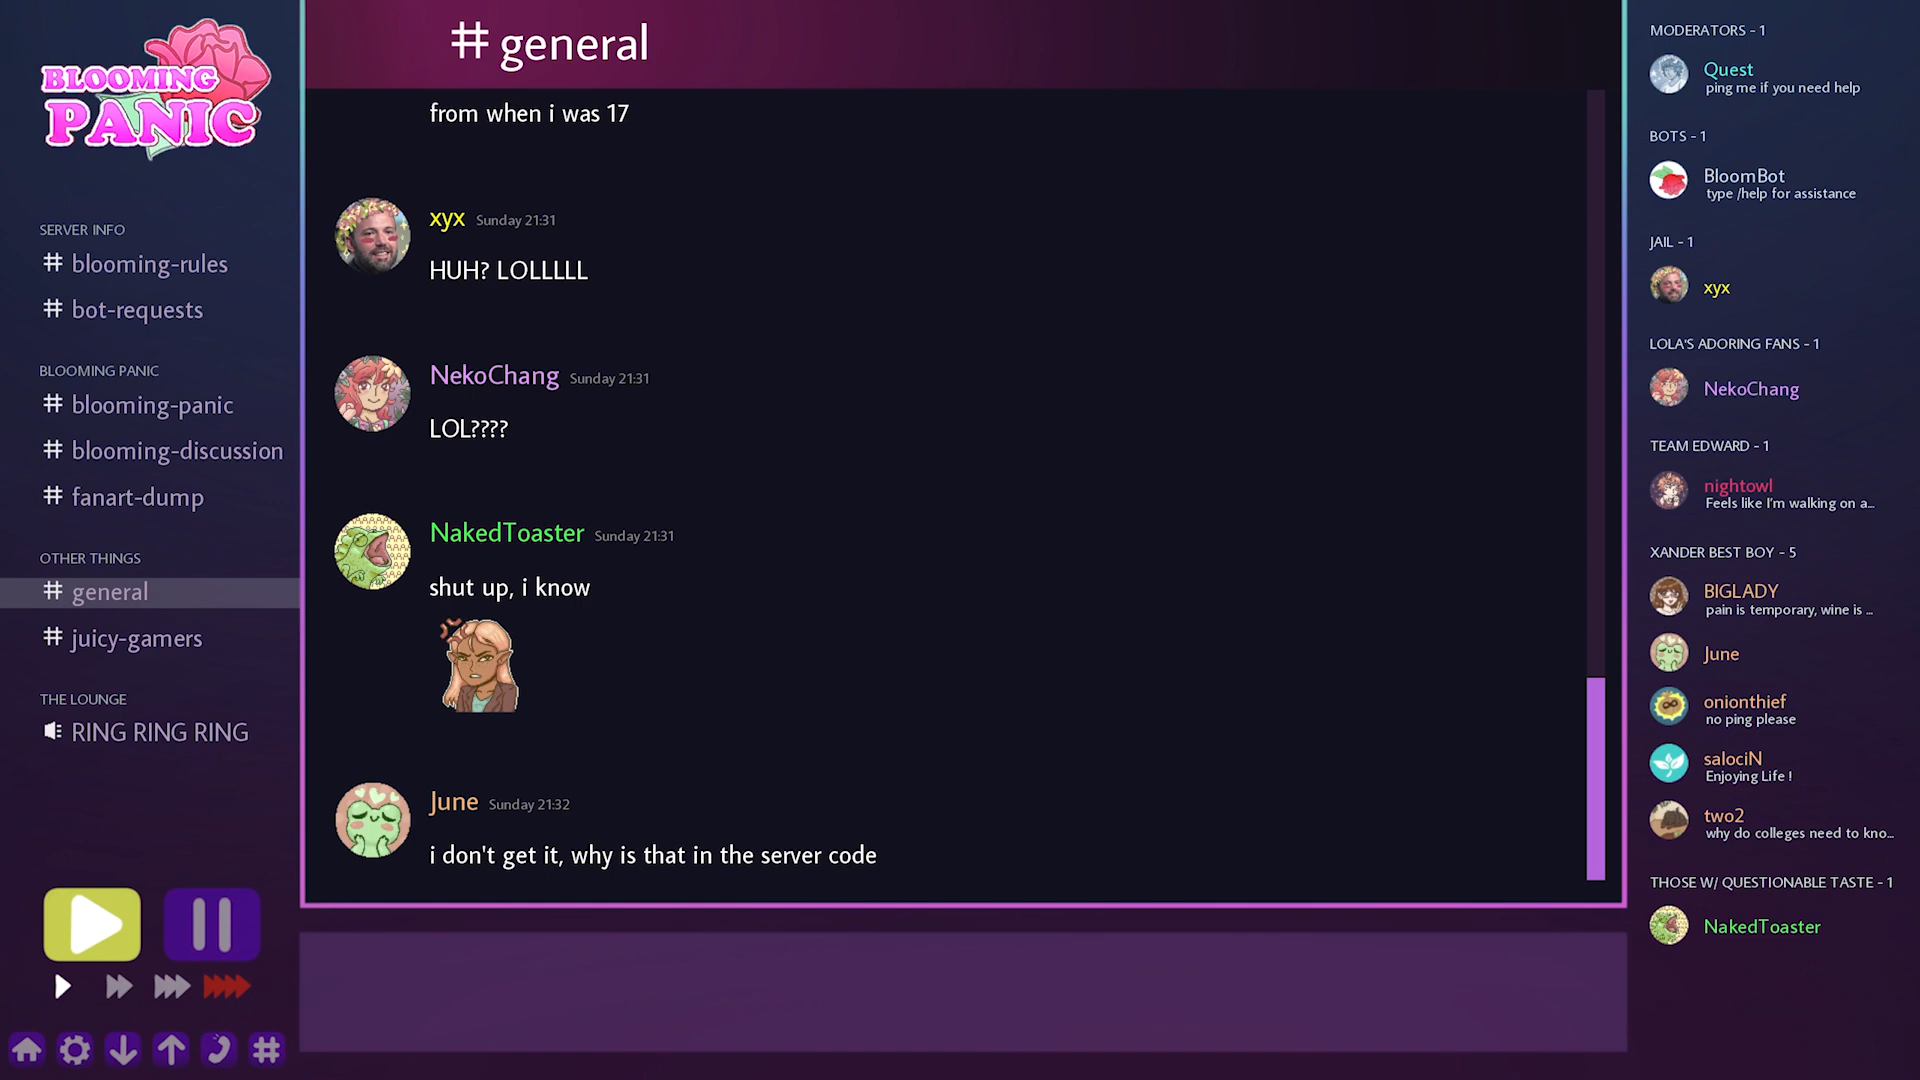 BLOOMING
PANIC
SERVER INFO
# blooming-rules
# bot-requests
BLOOMING PANIC
# blooming-panic
# blooming-discussion
# fanart-dump
OTHER THINGS
# general
# juicy-gamers
THE LOUNGE
RING RING RING
# general
from when i was 17
xyx Sunday 21:31
HUH? LOLLLLL
NekoChang Sunday 21:31
LOL????
NakedToaster Sunday 21:31
shut up, i know
June Sunday 21:32
i don't get it, why is that in the server code
MODERATORS - 1
Quest
ping me if you need help
BOTS - 1
BloomBot
type /help for assistance
JAIL - 1
xyx
LOLA'S ADORING FANS - 1
NekoChang
TEAM EDWARD - 1
nightowl
Feels like I'm walking on a...
XANDER BEST BOY - 5
BIGLADY
pain is temporary, wine is ...
June
onionthief
no ping please
salociN
Enjoying Life !
two2
why do colleges need to kno...
THOSE W/ QUESTIONABLE TASTE - 1
NakedToaster